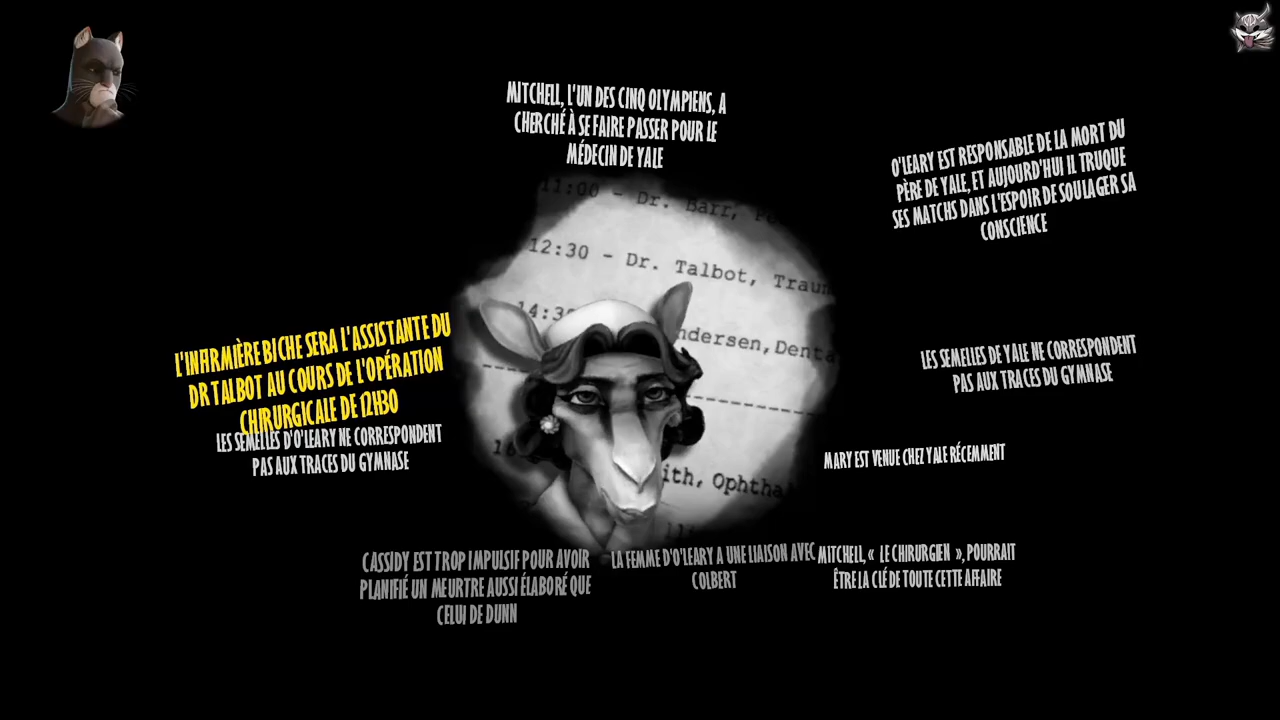 MITCHELL, L'UN DES CINQ OLYMPIENS, A
CHERCHÉ À SE FAIRE PASSER POUR LE
MÉDECIN DE YALE
O'LEARY EST RESPONSABLE DE LA MORT DU
PÈRE DE YALE, ET AUJOURD'HUI IL TRUQUE
SES MATCHS DANS L'ESPOIR DE SOULAGER SA
CONSCIENCE
11:00 - Dr. Barr,
12:30 - Dr. Talbot, Traum
14:30
ndersen, Denta
ith, Ophthal
L'INFIRMIÈRE BICHE SERA L'ASSISTANTE DU
DR TALBOT AU COURS DE L'OPÉRATION
CHIRURGICALE DE 12H30
LES SEMELLES DE YALE NE CORRESPONDENT
PAS AUX TRACES DU GYMNASE
LES SEMELLES D'O'LEARY NE CORRESPONDENT
PAS AUX TRACES DU GYMNASE
MARY EST VENUE CHEZ YALE RÉCEMMENT
CASSIDY EST TROP IMPULSIF POUR AVOIR
PLANIFIÉ UN MEURTRE AUSSI ÉLABORÉ QUE
CELUI DE DUNN
LA FEMME D'O'LEARY A UNE LIAISON AVEC
COLBERT
MITCHELL, « LE CHIRURGIEN », POURRAIT
ÊTRE LA CLÉ DE TOUTE CETTE AFFAIRE